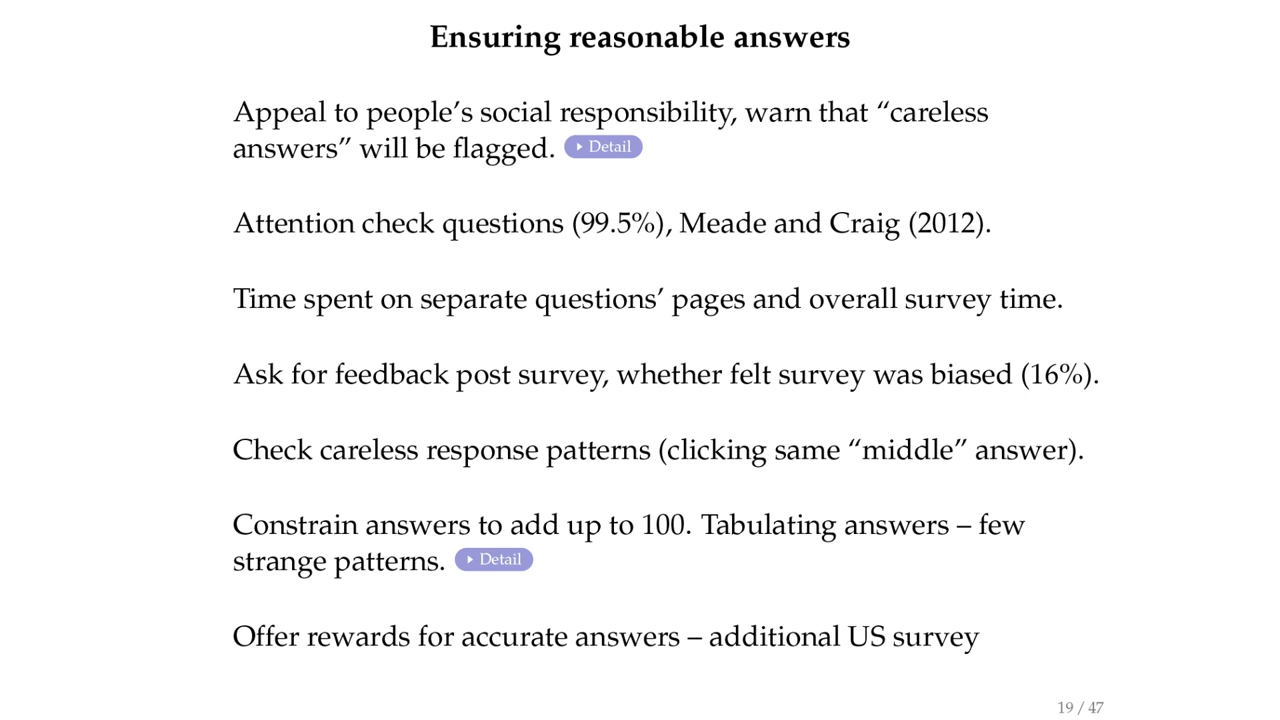 Ensuring reasonable answers
Appeal to people’s social responsibility, warn that “careless
answers” will be flagged. Detail
Attention check questions (99.5%), Meade and Craig (2012).
Time spent on separate questions’ pages and overall survey time.
Ask for feedback post survey, whether felt survey was biased (16%).
Check careless response patterns (clicking same “middle” answer).
Constrain answers to add up to 100. Tabulating answers – few
strange patterns. Detail
Offer rewards for accurate answers – additional US survey
19 / 47